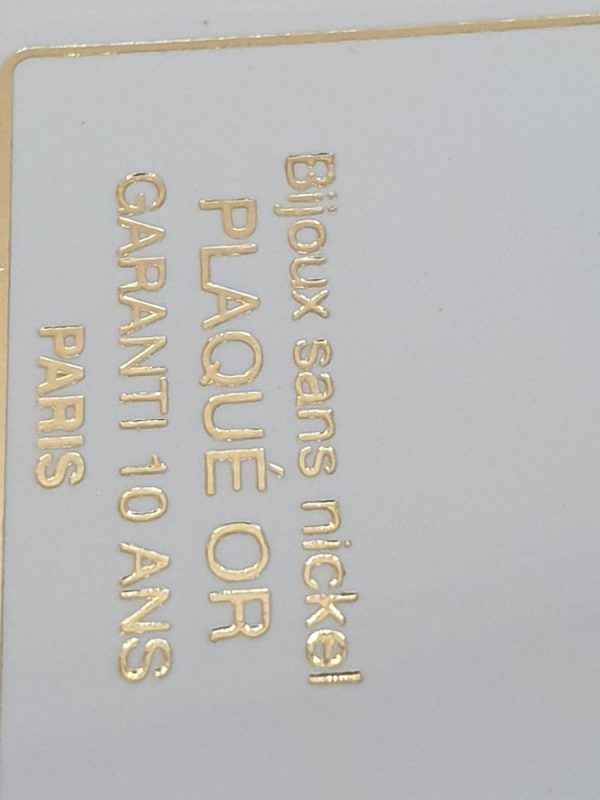 Bijoux sans nickel
PLAQUÉ OR
GARANTI 10 ANS
PARIS